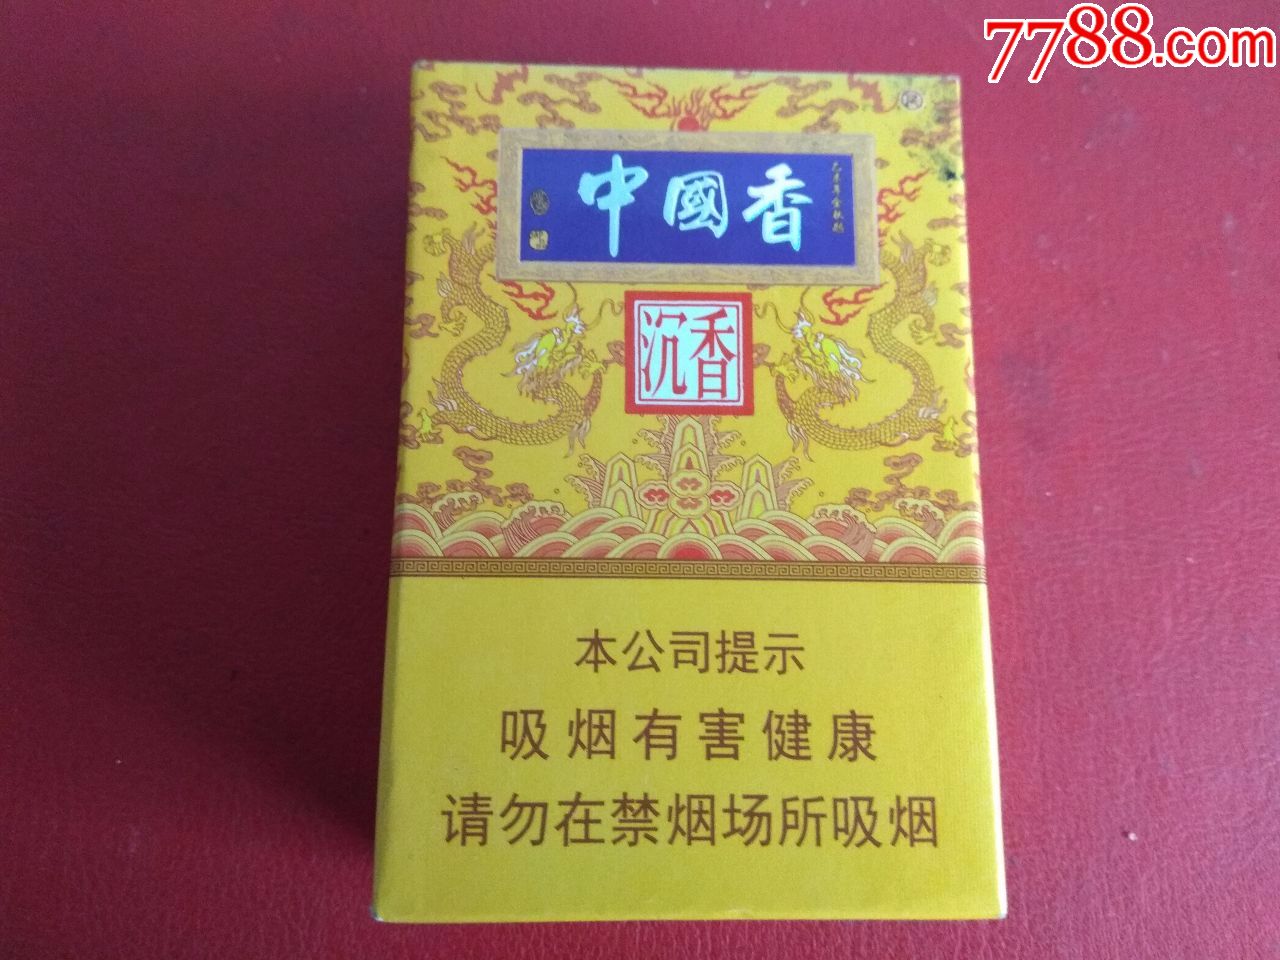 7788.com
中國香
沉香
本公司提示
吸烟有害健康
请勿在禁烟场所吸烟